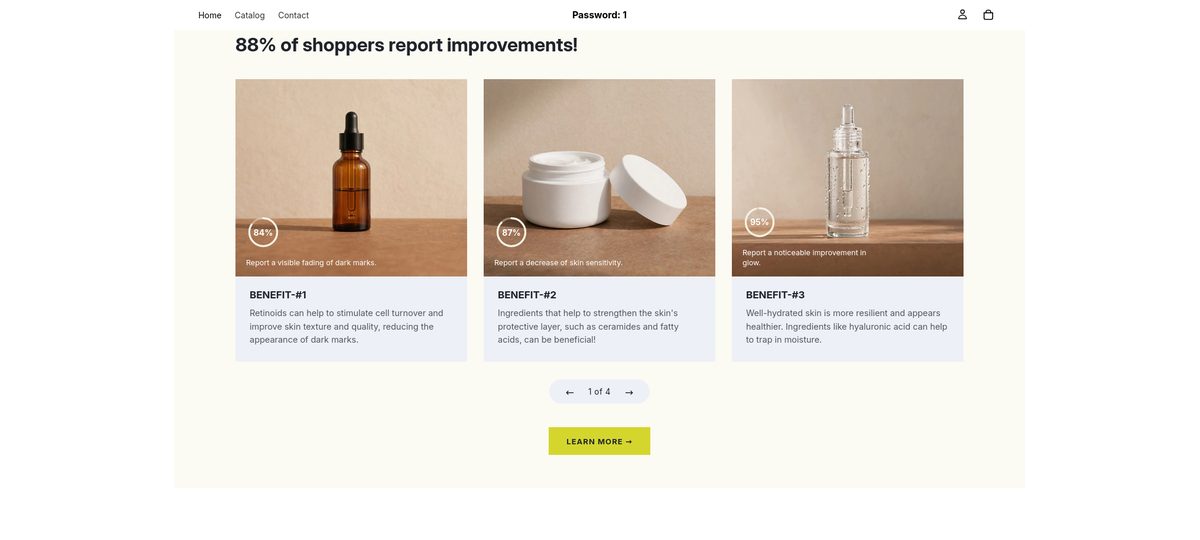 Home Catalog Contact Password: 1
88% of shoppers report improvements!
84%
Report a visible fading of dark marks.
BENEFIT-#1
Retinoids can help to stimulate cell turnover and
improve skin texture and quality, reducing the
appearance of dark marks.
87%
Report a decrease of skin sensitivity.
BENEFIT-#2
Ingredients that help to strengthen the skin's
protective layer, such as ceramides and fatty
acids, can be beneficial!
95%
Report a noticeable improvement in
glow.
BENEFIT-#3
Well-hydrated skin is more resilient and appears
healthier. Ingredients like hyaluronic acid can help
to trap in moisture.
← 1 of 4 →
LEARN MORE →